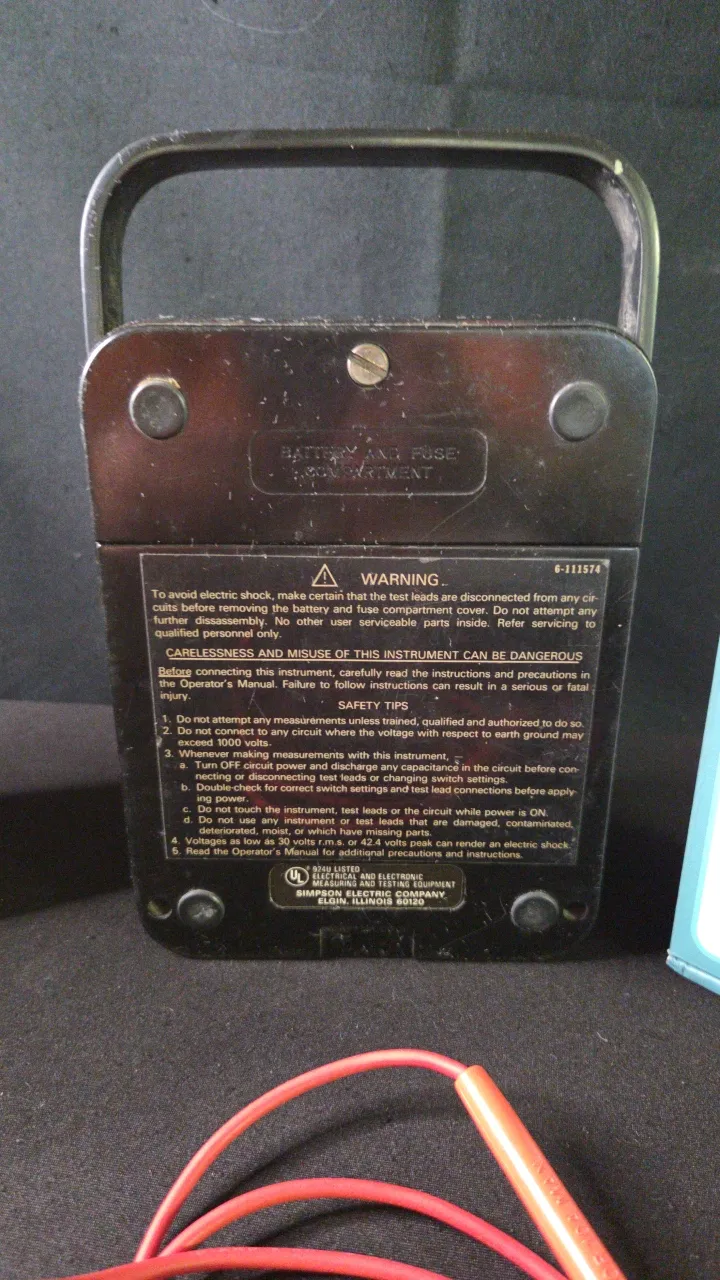 BATTERY AND FUSE
COMPARTMENT
6-111574
WARNING
To avoid electric shock, make certain that the test leads are disconnected from any cir-
cuits before removing the battery and fuse compartment cover. Do not attempt any
further dissassembly. No other user serviceable parts inside. Refer servicing to
qualified personnel only.
CARELESSNESS AND MISUSE OF THIS INSTRUMENT CAN BE DANGEROUS
Before connecting this instrument, carefully read the instructions and precautions in
the Operator's Manual. Failure to follow instructions can result in a serious or fatal
injury.
SAFETY TIPS
1. Do not attempt any measurements unless trained, qualified and authorized to do so.
2. Do not connect to any circuit where the voltage with respect to earth ground may
exceed 1000 volts.
3. Whenever making measurements with this instrument, —
a. Turn OFF circuit power and discharge any capacitance in the circuit before con-
necting or disconnecting test leads or changing switch settings.
b. Double-check for correct switch settings and test lead connections before apply-
ing power.
c. Do not touch the instrument, test leads or the circuit while power is ON.
d. Do not use any instrument or test leads that are damaged, contaminated,
deteriorated, moist, or which have missing parts.
4. Voltages as low as 30 volts r.m.s. or 42.4 volts peak can render an electric shock.
5. Read the Operator's Manual for additional precautions and instructions.
UL 924U LISTED
ELECTRICAL AND ELECTRONIC
MEASURING AND TESTING EQUIPMENT
SIMPSON ELECTRIC COMPANY
ELGIN, ILLINOIS 60120